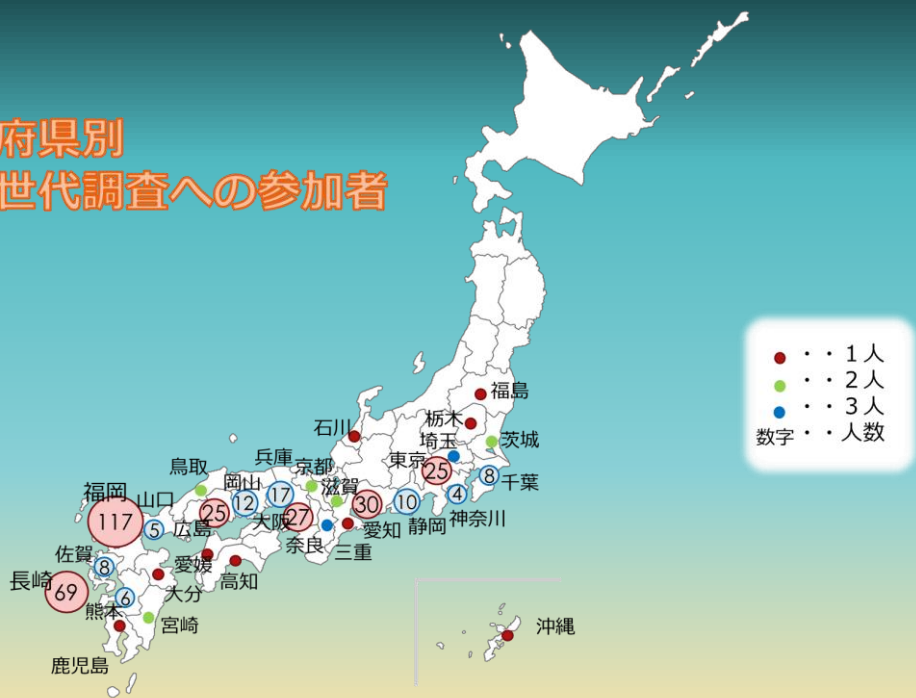 府県別
世代調査への参加者
・・1人
・・2人
・・3人
数字・・人数
福島
栃木
石川
埼玉
茨城
東京
25
8
千葉
兵庫
京都
鳥取
岡山
滋賀
17
12
30
10
4
神奈川
静岡
愛知
福岡
山口
117
5
広島
25
大阪
27
奈良
三重
佐賀
8
愛媛
高知
長崎
69
6
大分
熊本
宮崎
鹿児島
沖縄